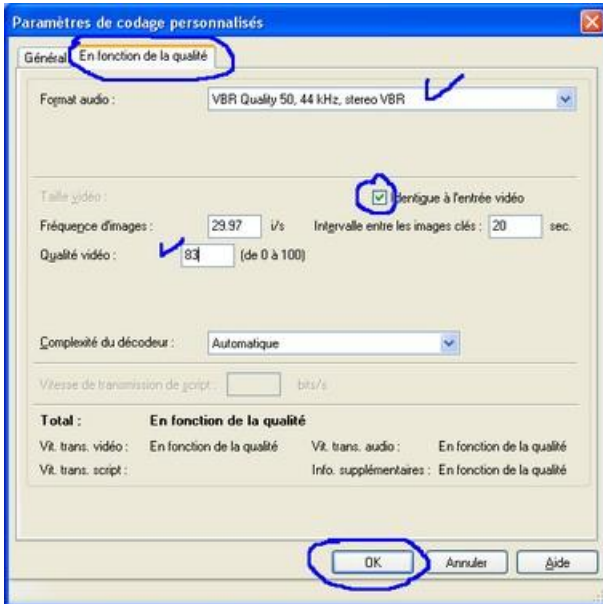 Paramètres de codage personnalisés
Général En fonction de la qualité
Format audio : VBR Quality 50, 44 kHz, stereo VBR
Taille vidéo : Identique à l'entrée vidéo
Fréquence d'images : 29.97 i/s Intervalle entre les images clés : 20 sec.
Qualité vidéo : 83 (de 0 à 100)
Complexité du décodeur : Automatique
Vitesse de transmission de script : bits/s
Total : En fonction de la qualité
Vit. trans. vidéo : En fonction de la qualité Vit. trans. audio : En fonction de la qualité
Vit. trans. script : Info. supplémentaires : En fonction de la qualité
OK Annuler Aide